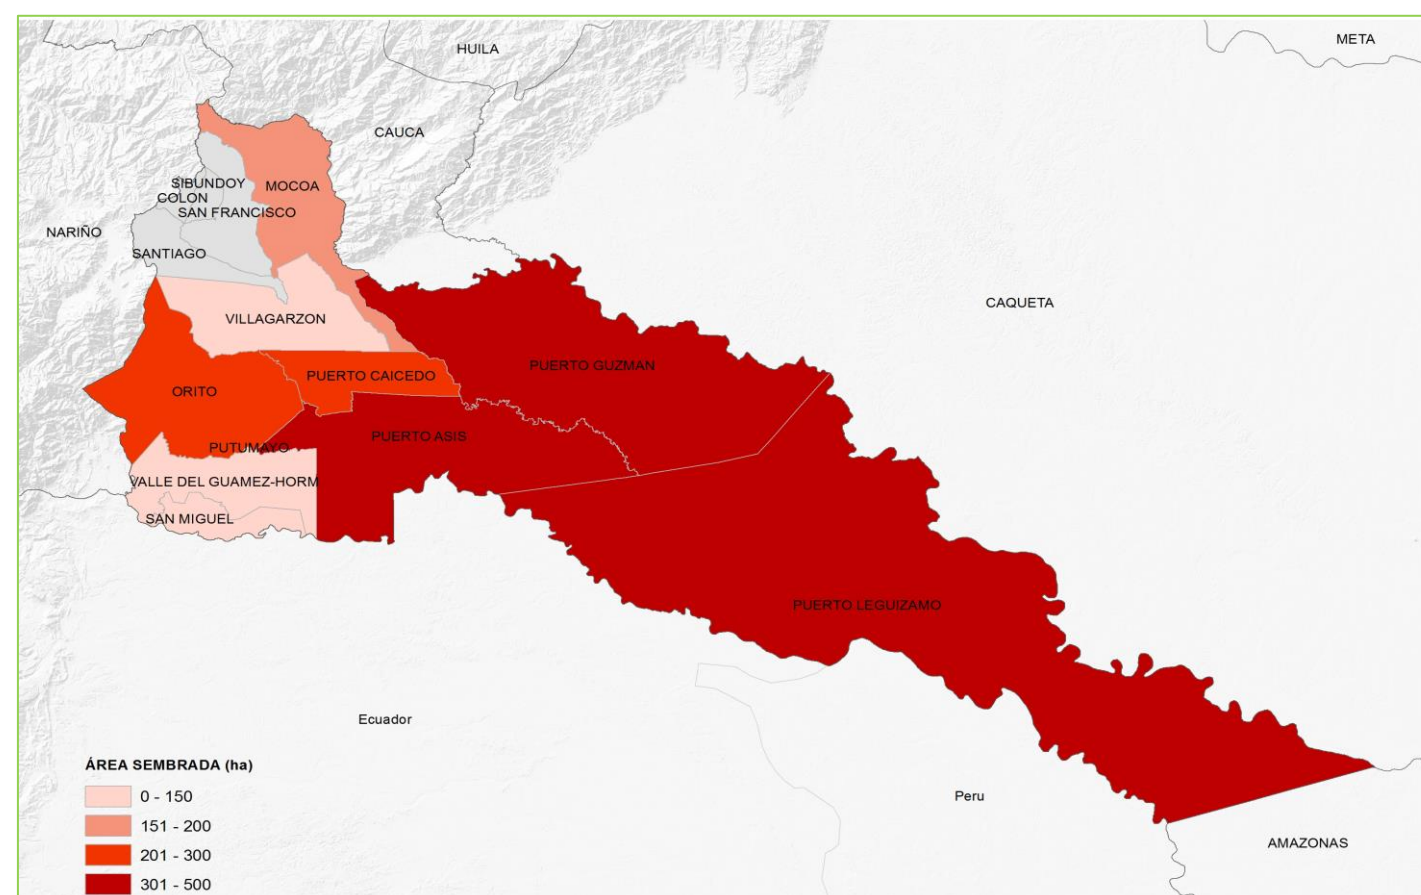 META
HUILA
CAUCA
SIBUNDOY
MOCOA
COLON
SAN FRANCISCO
NARIÑO
SANTIAGO
CAQUETA
VILLAGARZON
PUERTO GUZMAN
PUERTO CAICEDO
ORITO
PUERTO ASIS
PUTUMAYO
VALLE DEL GUAMEZ-HORM
SAN MIGUEL
PUERTO LEGUIZAMO
Ecuador
Peru
AMAZONAS
ÁREA SEMBRADA (ha)
0 - 150
151 - 200
201 - 300
301 - 500